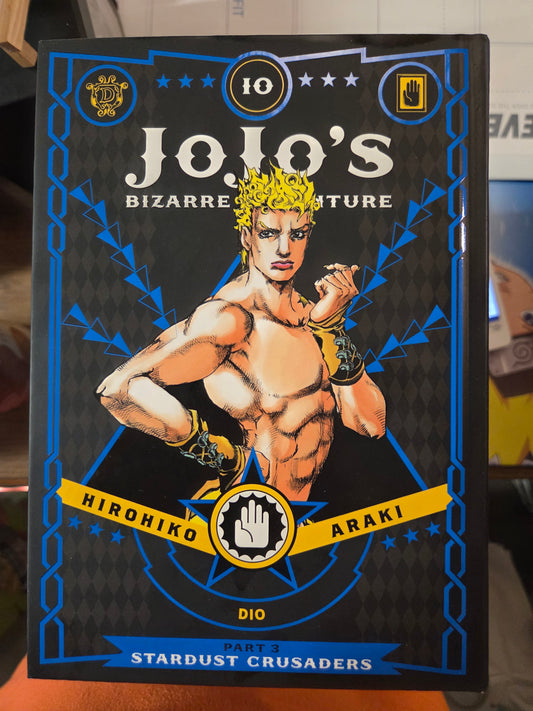 D
10
JoJo's
BIZARRE
HIROHIKO
ARAKI
DIO
PART 3
STARDUST CRUSADERS